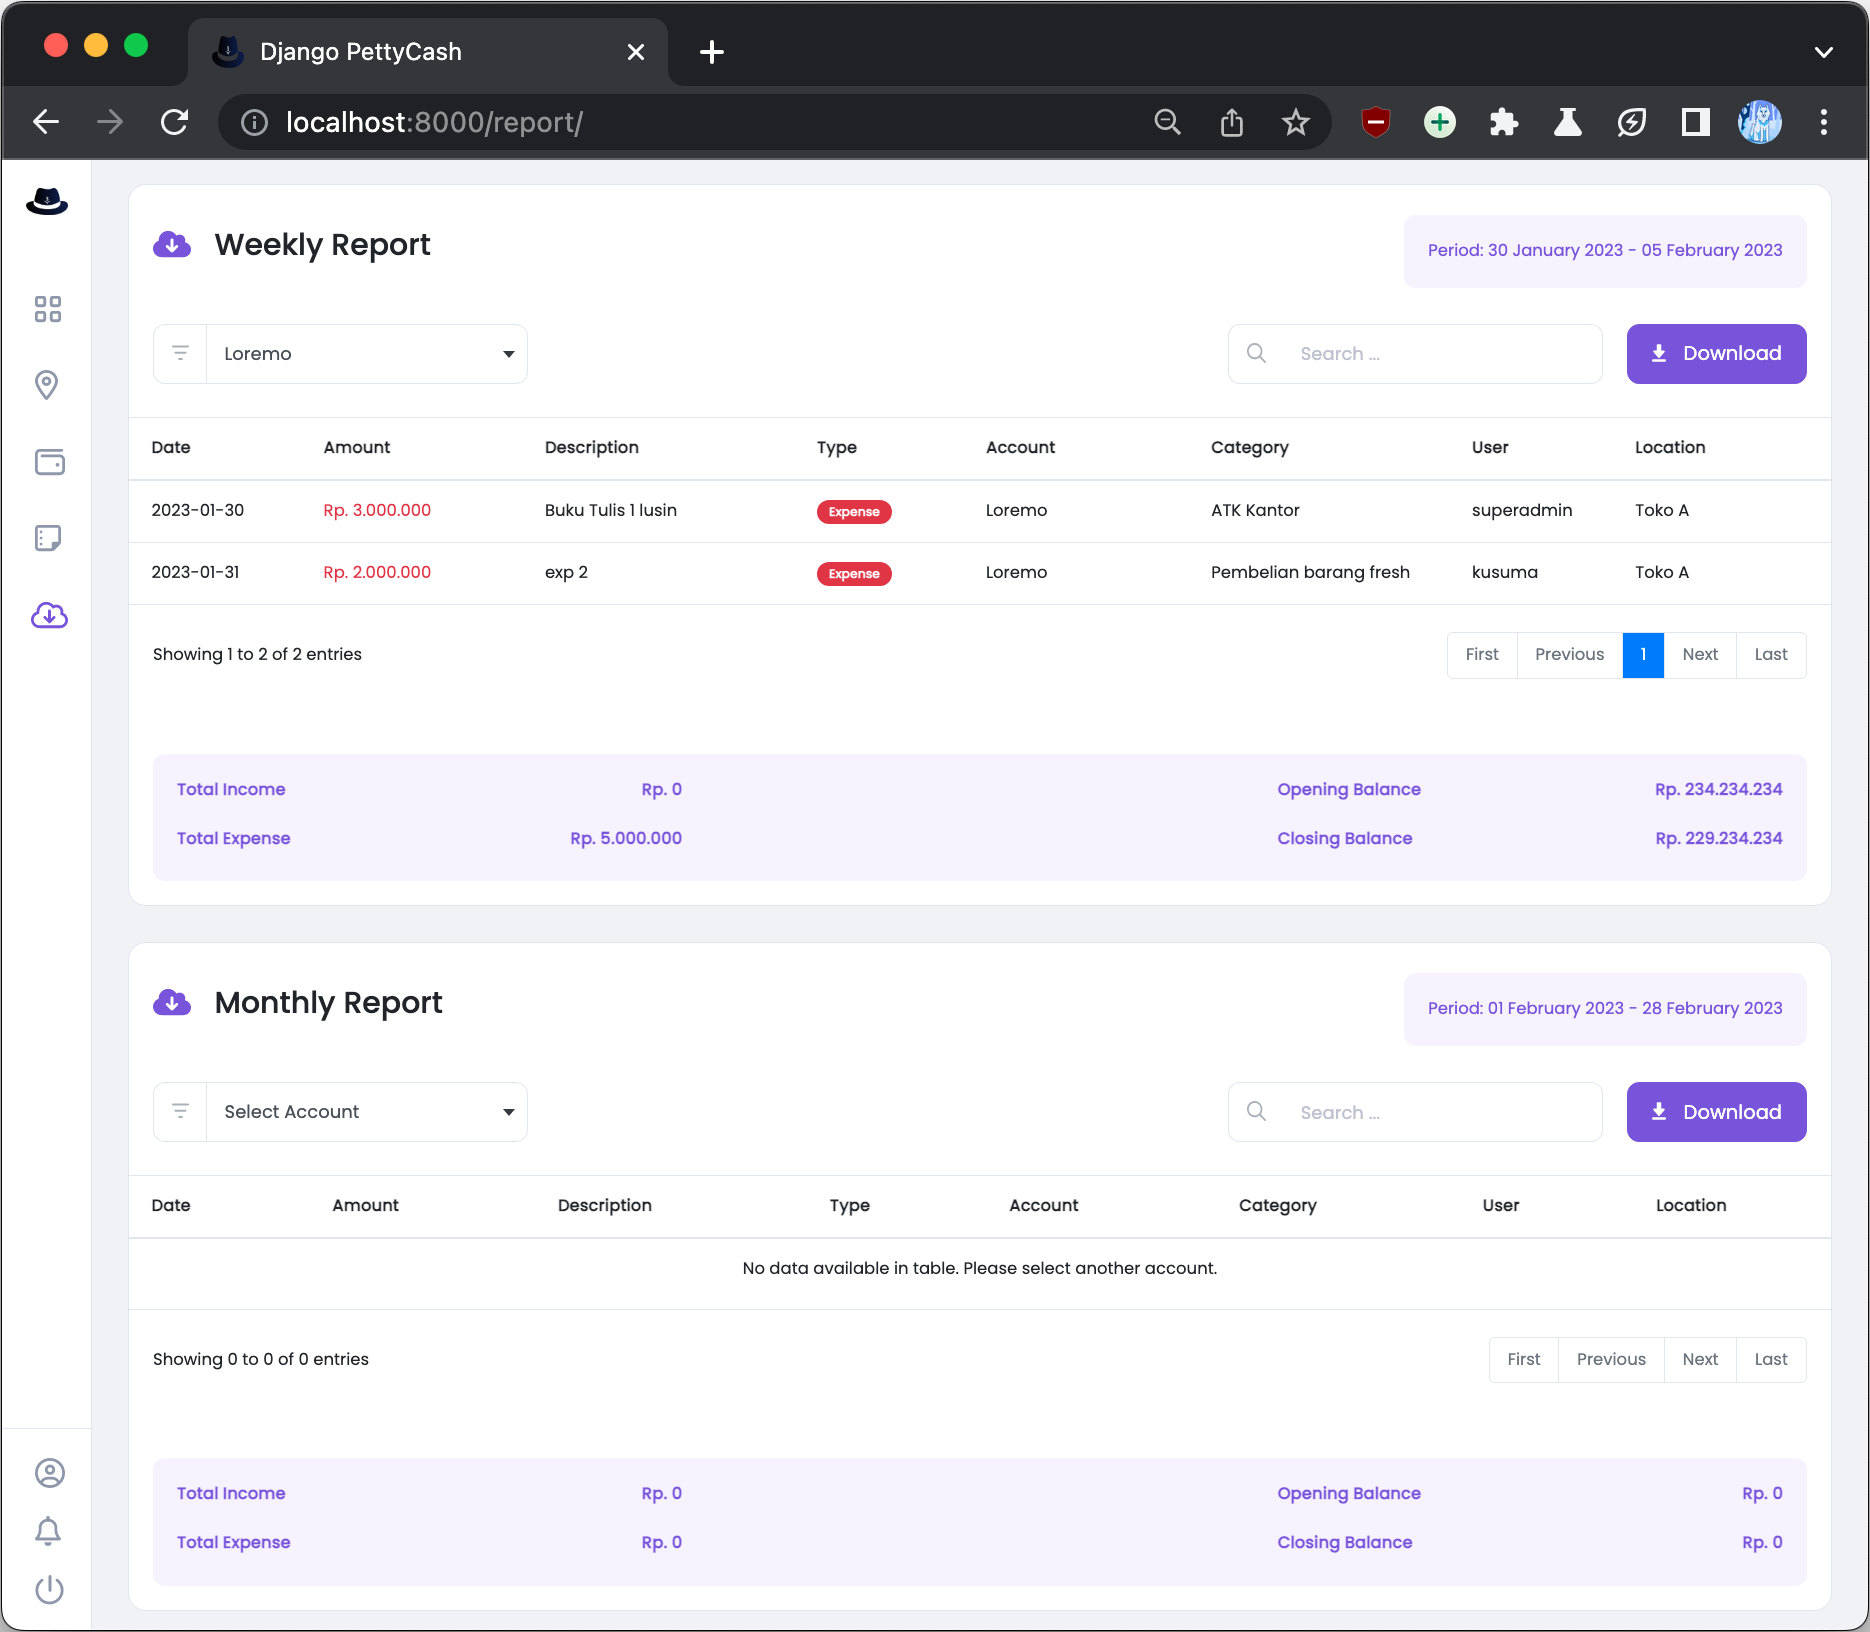 Django PettyCash
localhost:8000/report/
Weekly Report
Period: 30 January 2023 - 05 February 2023
Loremo
Search ...
Download
Date Amount Description Type Account Category User Location
2023-01-30 Rp. 3.000.000 Buku Tulis 1 lusin Expense Loremo ATK Kantor superadmin Toko A
2023-01-31 Rp. 2.000.000 exp 2 Expense Loremo Pembelian barang fresh kusuma Toko A
Showing 1 to 2 of 2 entries
First Previous 1 Next Last
Total Income Rp. 0 Opening Balance Rp. 234.234.234
Total Expense Rp. 5.000.000 Closing Balance Rp. 229.234.234
Monthly Report
Period: 01 February 2023 - 28 February 2023
Select Account
Search ...
Download
Date Amount Description Type Account Category User Location
No data available in table. Please select another account.
Showing 0 to 0 of 0 entries
First Previous Next Last
Total Income Rp. 0 Opening Balance Rp. 0
Total Expense Rp. 0 Closing Balance Rp. 0